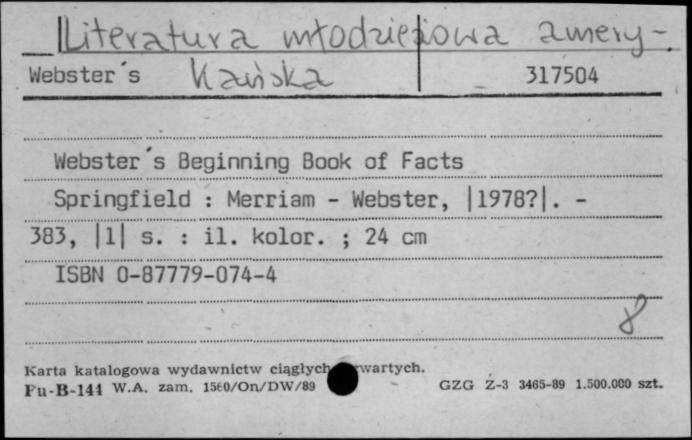 Literatura młodzieżowa amery-
Webster´s kańska 317504
Webster´s Beginning Book of Facts
Springfield : Merriam - Webster, |1978?|. -
383, |1| s. : il. kolor. ; 24 cm
ISBN 0-87779-074-4
8
Karta katalogowa wydawnictw ciągłych wartych.
Pu-B-144 W.A. zam. 1560/On/DW/89 GZG Z-3 3465-89 1.500.000 szt.